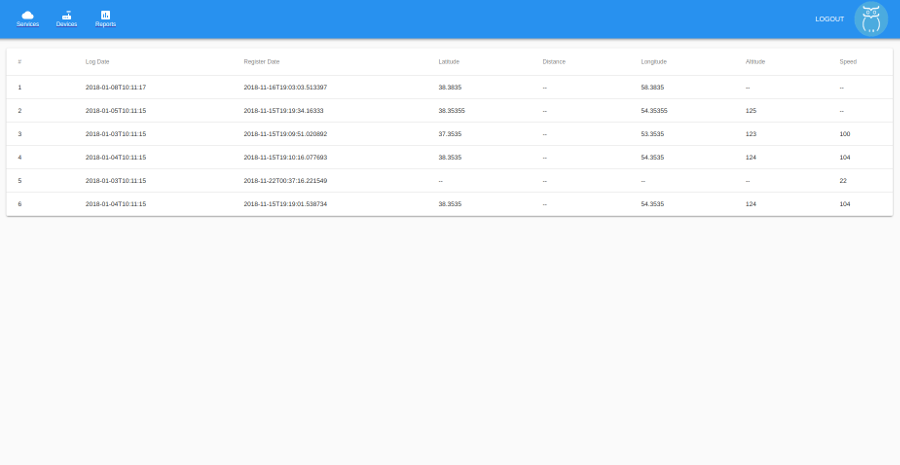 Services Devices Reports LOGOUT
# Log Date Register Date Latitude Distance Longitude Altitude Speed
1 2018-01-08T10:11:17 2018-11-16T19:03:03.513397 38.3835 -- 58.3835 -- --
2 2018-01-05T10:11:15 2018-11-15T19:19:34.16333 38.35355 -- 54.35355 125 --
3 2018-01-03T10:11:15 2018-11-15T19:09:51.020892 37.3535 -- 53.3535 123 100
4 2018-01-04T10:11:15 2018-11-15T19:10:16.077693 38.3535 -- 54.3535 124 104
5 2018-01-03T10:11:15 2018-11-22T00:37:16.221549 -- -- -- -- 22
6 2018-01-04T10:11:15 2018-11-15T19:19:01.538734 38.3535 -- 54.3535 124 104